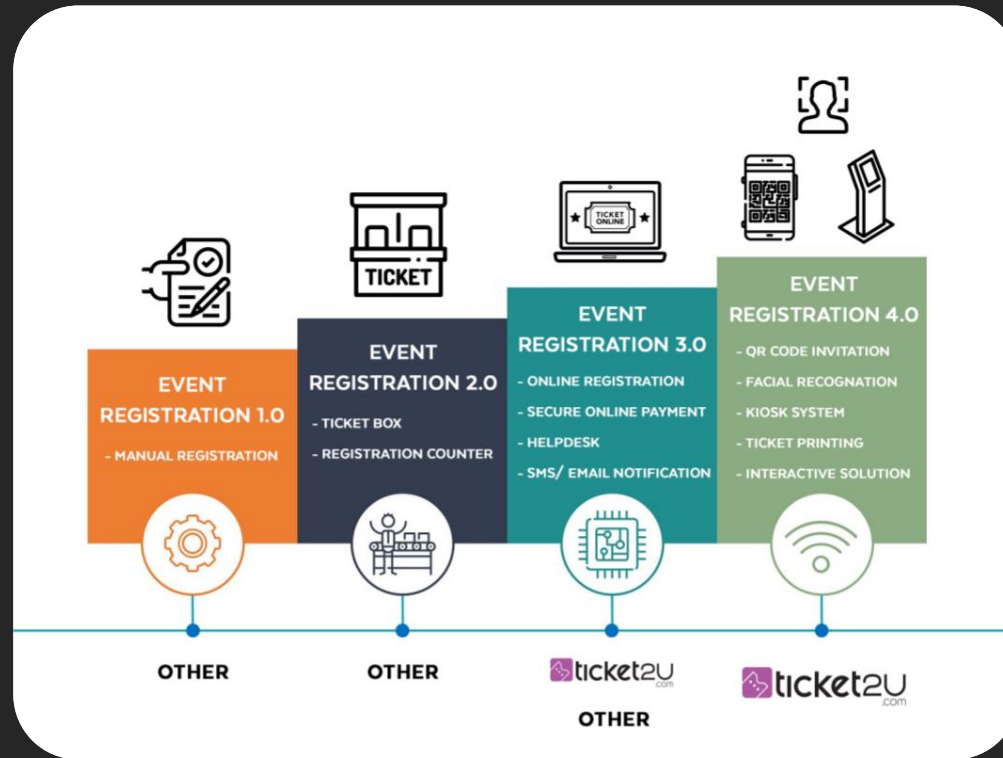 TICKET
TICKET
ONLINE
EVENT
REGISTRATION 1.0
- MANUAL REGISTRATION
EVENT
REGISTRATION 2.0
- TICKET BOX
- REGISTRATION COUNTER
EVENT
REGISTRATION 3.0
- ONLINE REGISTRATION
- SECURE ONLINE PAYMENT
- HELPDESK
- SMS/ EMAIL NOTIFICATION
EVENT
REGISTRATION 4.0
- QR CODE INVITATION
- FACIAL RECOGNATION
- KIOSK SYSTEM
- TICKET PRINTING
- INTERACTIVE SOLUTION
OTHER
OTHER
ticket2U
.com
OTHER
ticket2U
.com